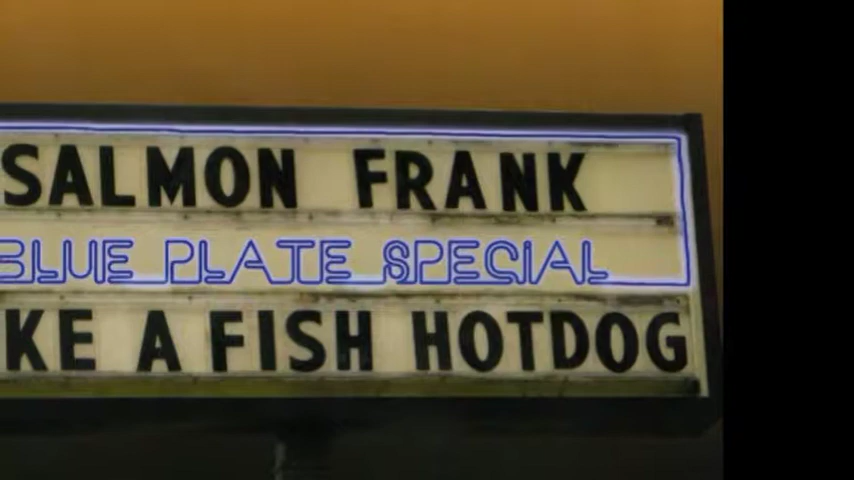 SALMON FRANK
BLUE PLATE SPECIAL
KE A FISH HOTDOG